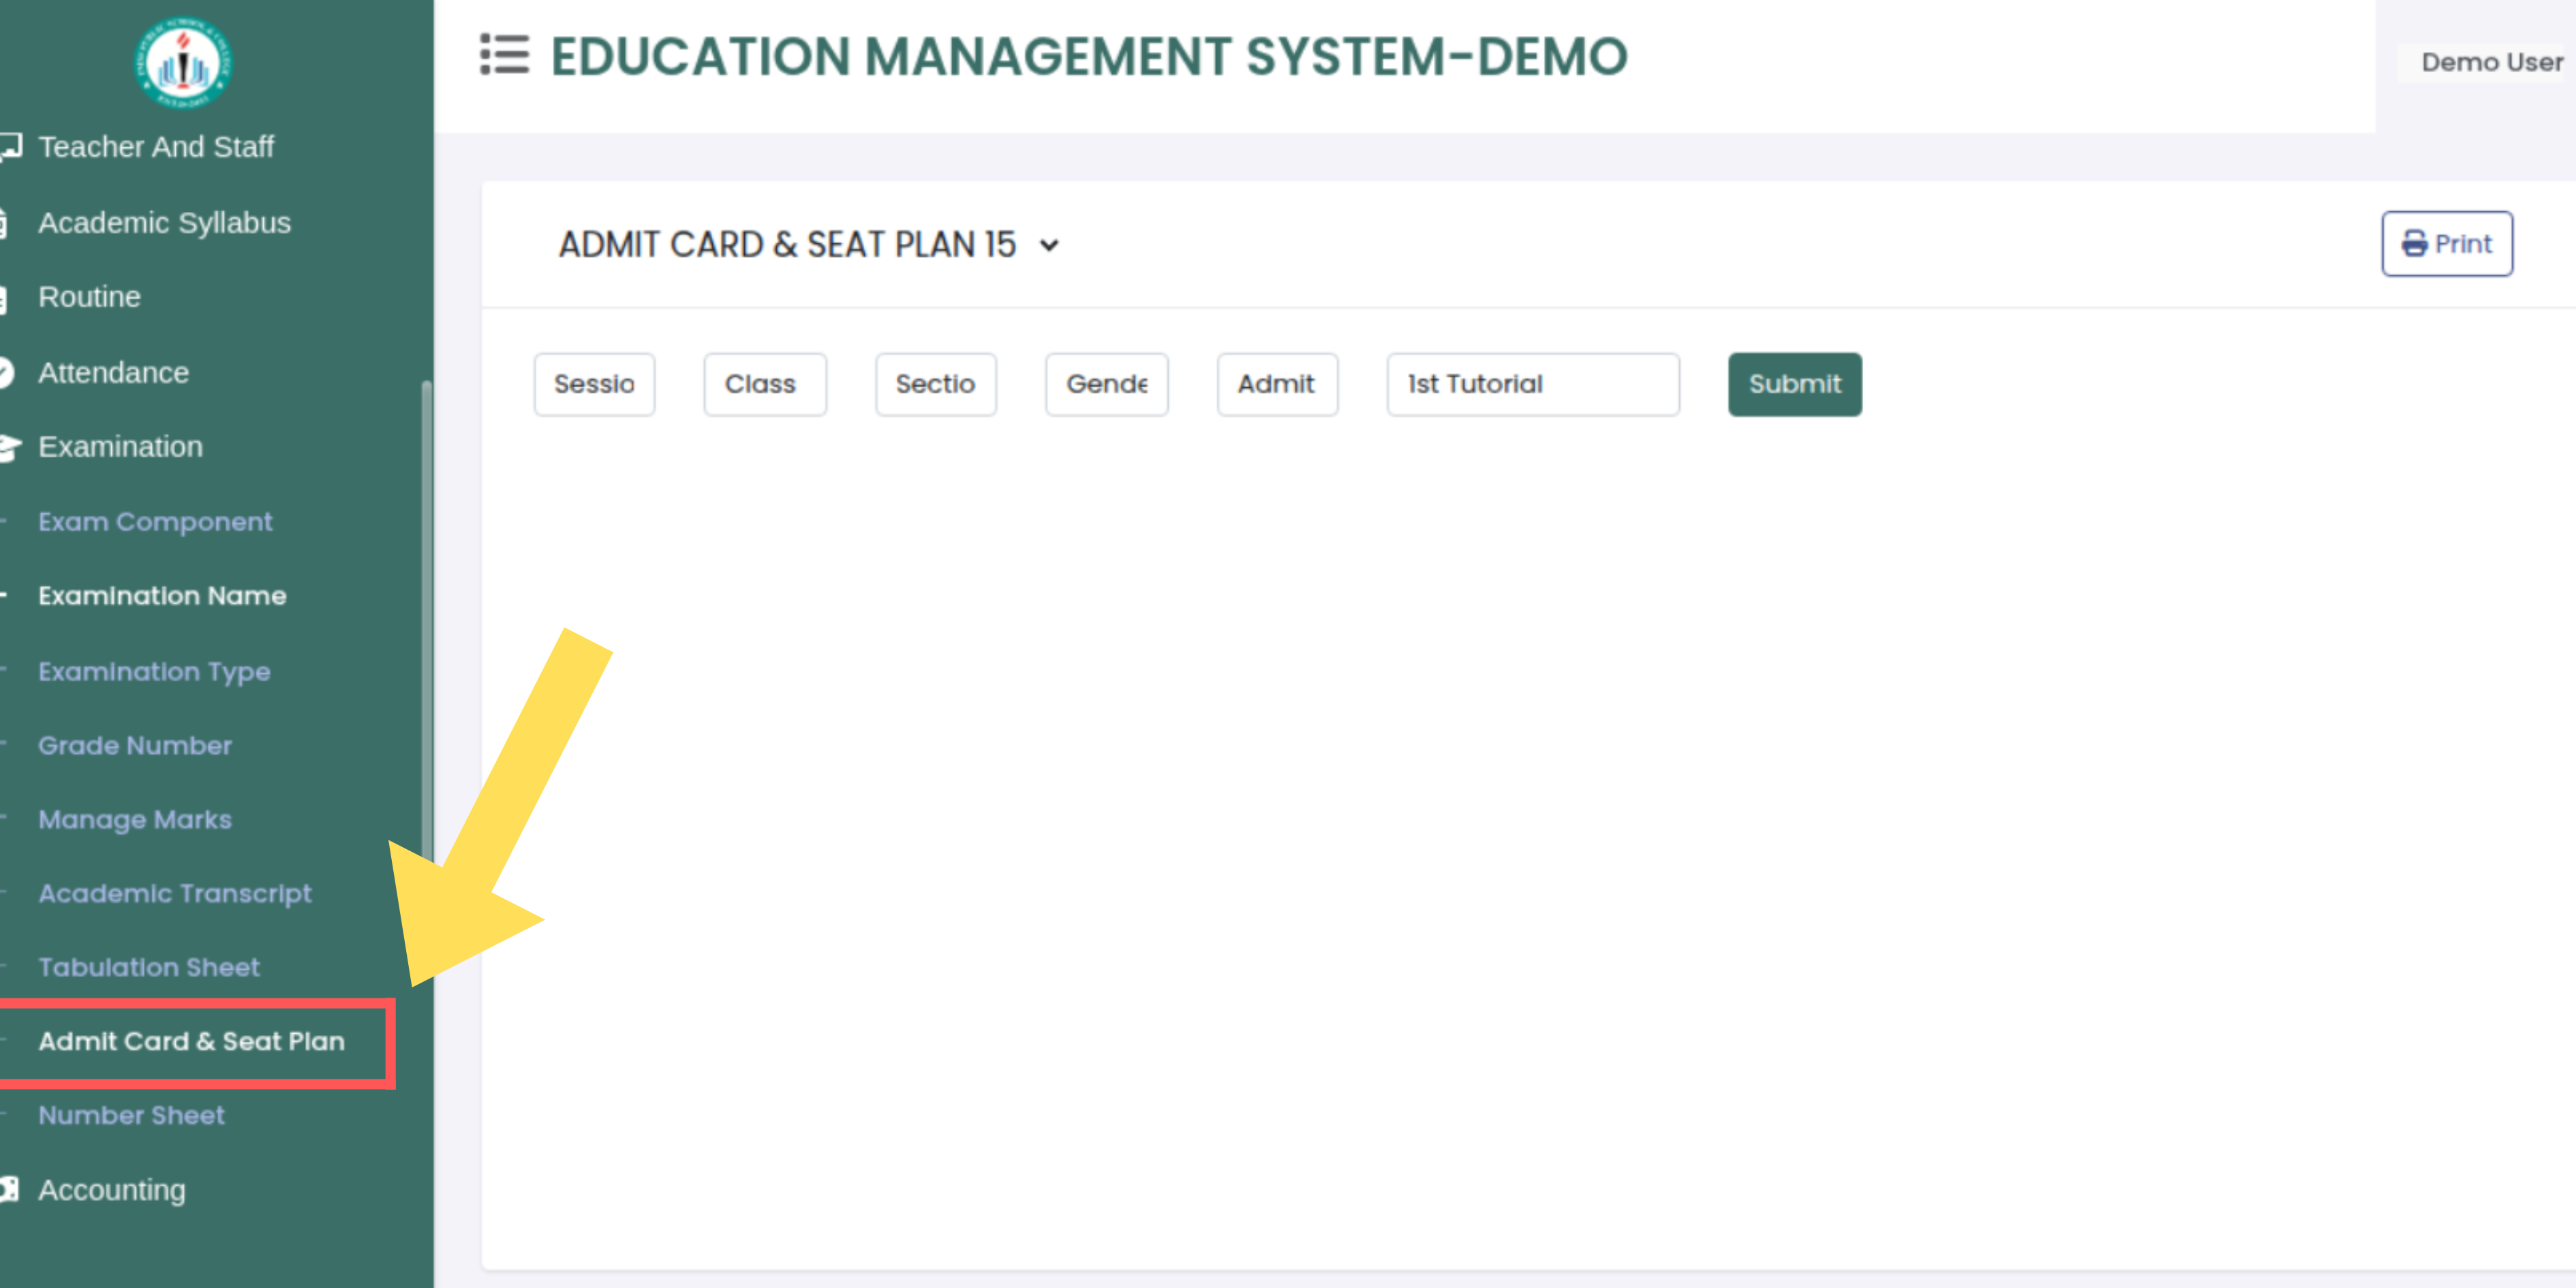 EDUCATION MANAGEMENT SYSTEM-DEMO
Demo User
Teacher And Staff
Academic Syllabus
Routine
Attendance
Examination
Exam Component
Examination Name
Examination Type
Grade Number
Manage Marks
Academic Transcript
Tabulation Sheet
Admit Card & Seat Plan
Number Sheet
Accounting
ADMIT CARD & SEAT PLAN 15
Print
Sessio Class Sectio Gende Admit 1st Tutorial Submit